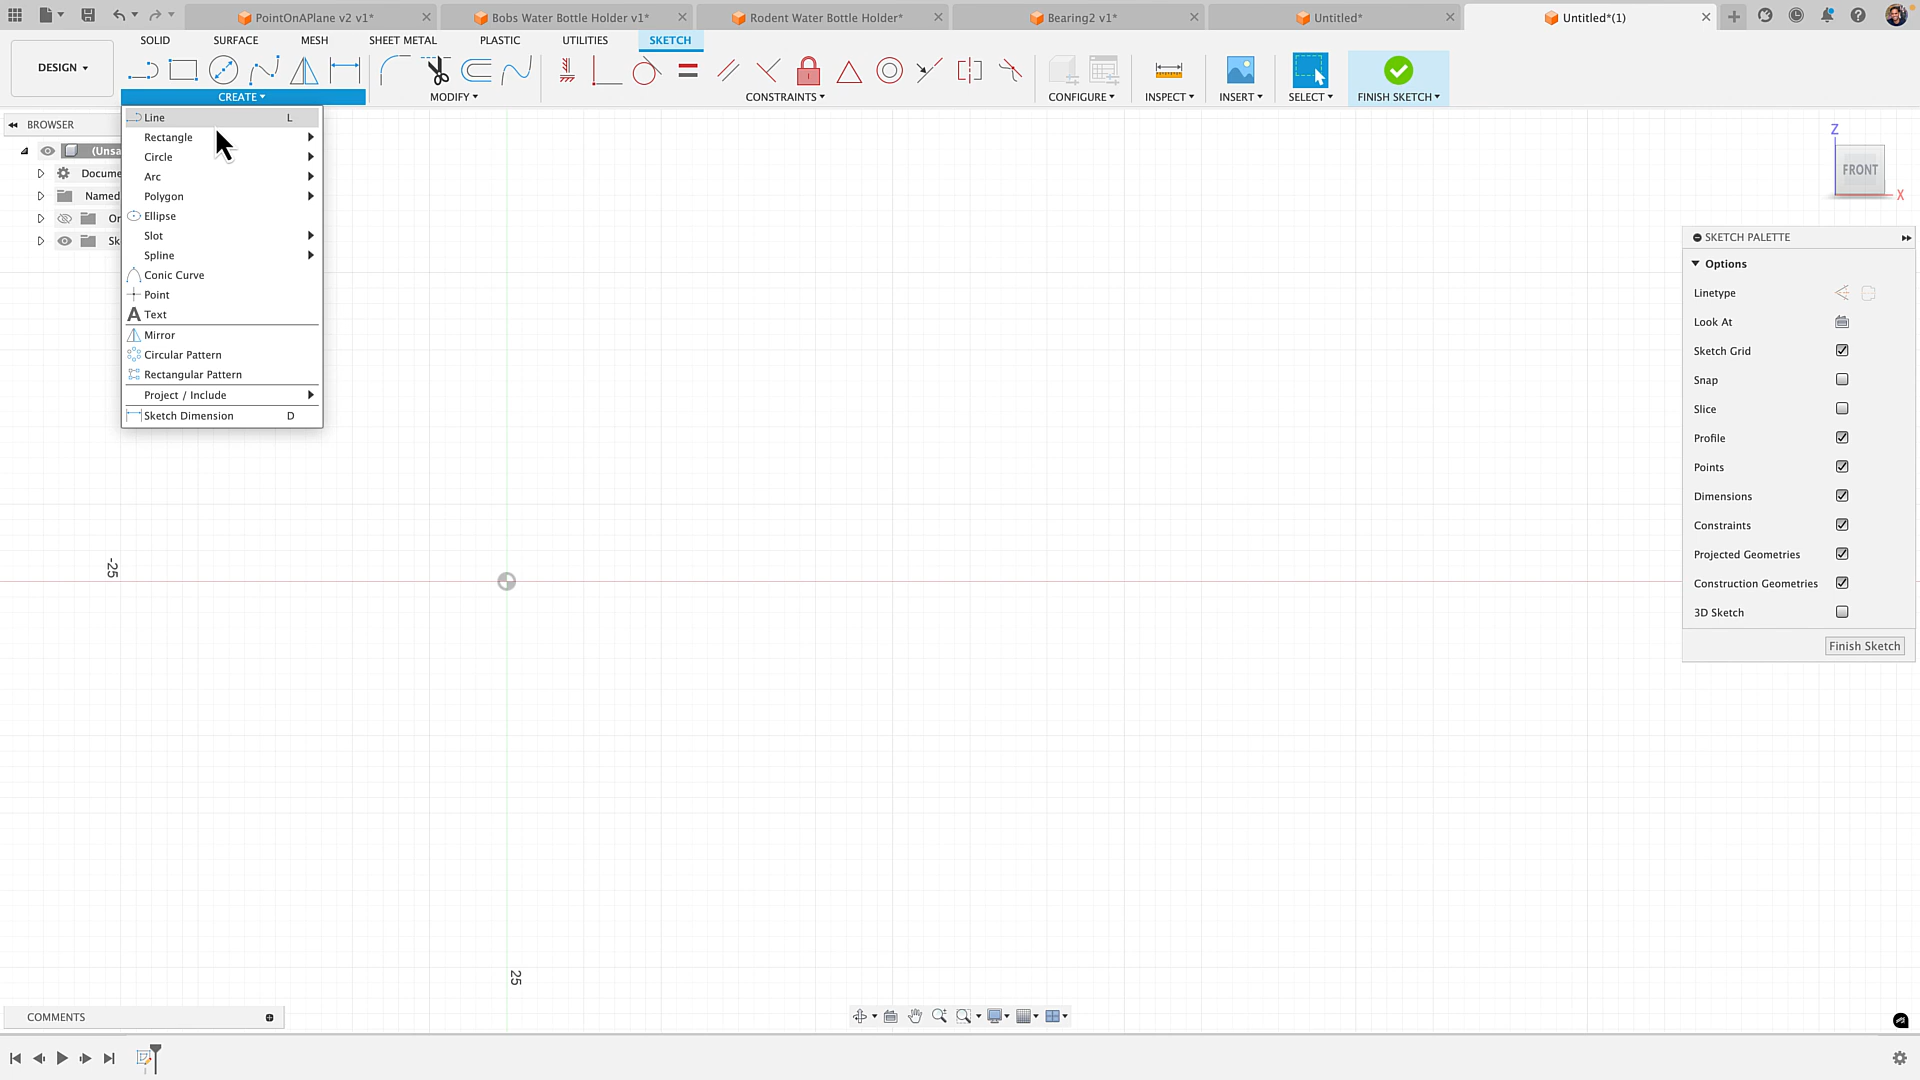 PointOnAPlane v2 v1*
Bobs Water Bottle Holder v1*
Rodent Water Bottle Holder*
Bearing2 v1*
Untitled*
Untitled*(1)
SOLID
SURFACE
MESH
SHEET METAL
PLASTIC
UTILITIES
SKETCH
DESIGN
CREATE
MODIFY
CONSTRAINTS
CONFIGURE
INSPECT
INSERT
SELECT
FINISH SKETCH
BROWSER
(Unsa
Docume
Named
Or
Sk
Line L
Rectangle
Circle
Arc
Polygon
Ellipse
Slot
Spline
Conic Curve
Point
A Text
Mirror
Circular Pattern
Rectangular Pattern
Project / Include
Sketch Dimension D
Z
FRONT
X
SKETCH PALETTE
Options
Linetype
Look At
Sketch Grid
Snap
Slice
Profile
Points
Dimensions
Constraints
Projected Geometries
Construction Geometries
3D Sketch
Finish Sketch
-25
25
COMMENTS